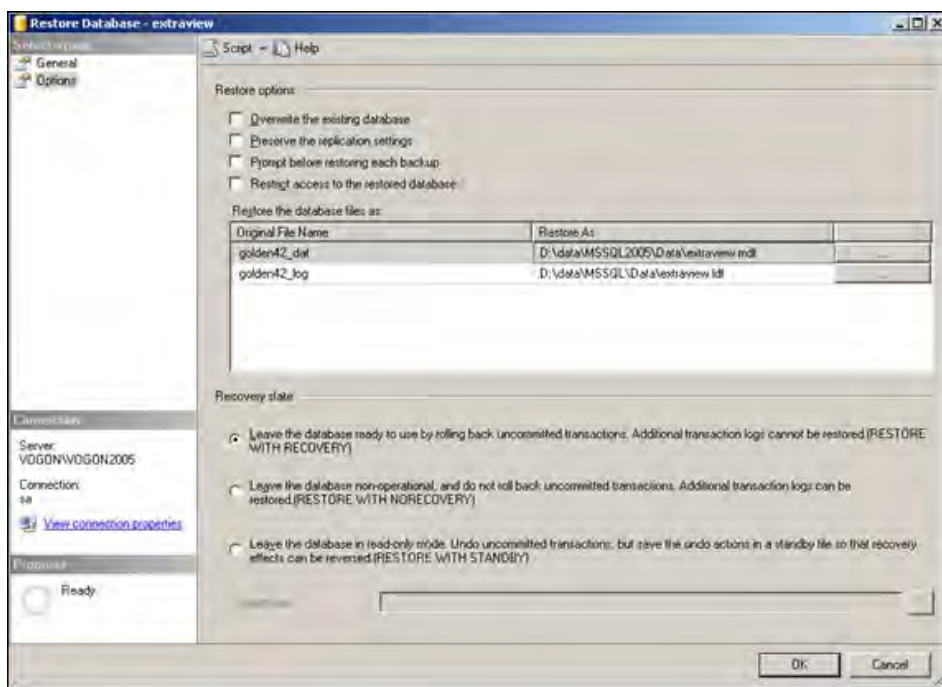 Restore Database - extraview
Select a page
General
Options
Script
Help
Restore options
Overwrite the existing database
Preserve the replication settings
Prompt before restoring each backup
Restrict access to the restored database
Restore the database files as:
Original File Name Restore As
golden42_dat D:\data\MSSQL2005\Data\extraview.mdf ...
golden42_log D:\data\MSSQL\Data\extraview.ldf ...
Recovery state
Leave the database ready to use by rolling back uncommitted transactions. Additional transaction logs cannot be restored.(RESTORE
WITH RECOVERY)
Leave the database non-operational, and do not roll back uncommitted transactions. Additional transaction logs can be
restored.(RESTORE WITH NORECOVERY)
Leave the database in read-only mode. Undo uncommitted transactions, but save the undo actions in a standby file so that recovery
effects can be reversed.(RESTORE WITH STANDBY)
Connection
Server:
VOGON\VOGON2005
Connection:
sa
View connection properties
Progress
Ready
OK
Cancel